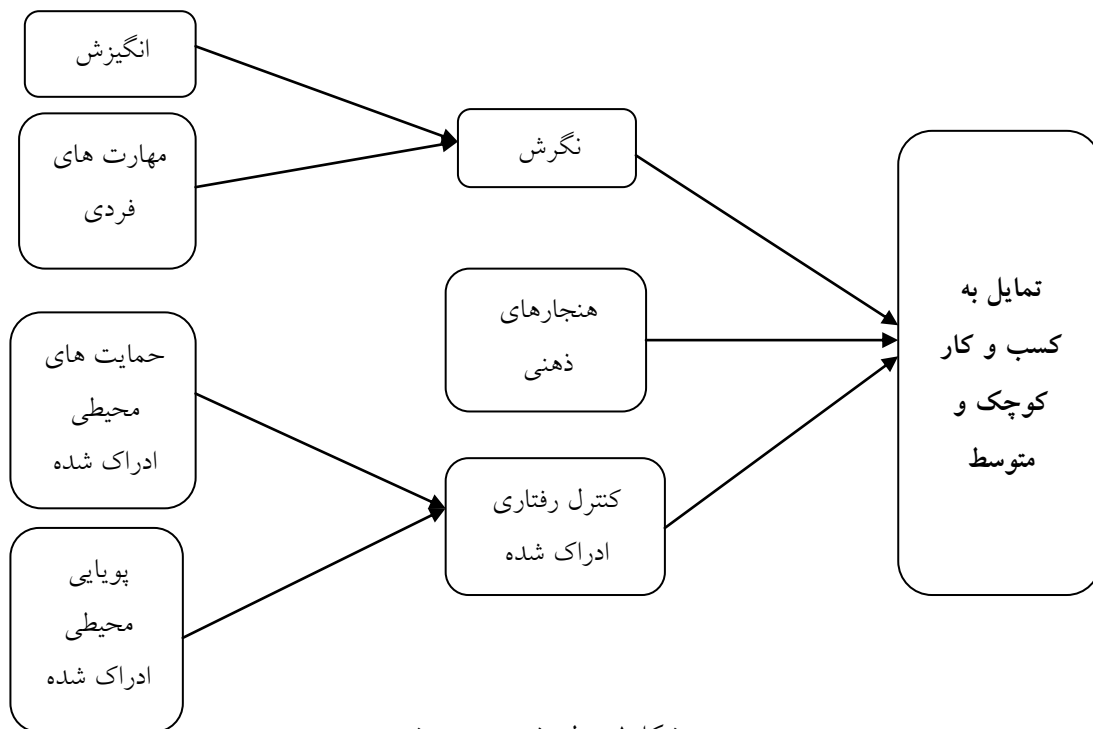 انگیزش
مهارت های
فردی
نگرش
هنجارهای
ذهنی
حمایت های
محیطی
ادراک شده
کنترل رفتاری
ادراک شده
پویایی
محیطی
ادراک شده
تمایل به
کسب و کار
کوچک و
متوسط